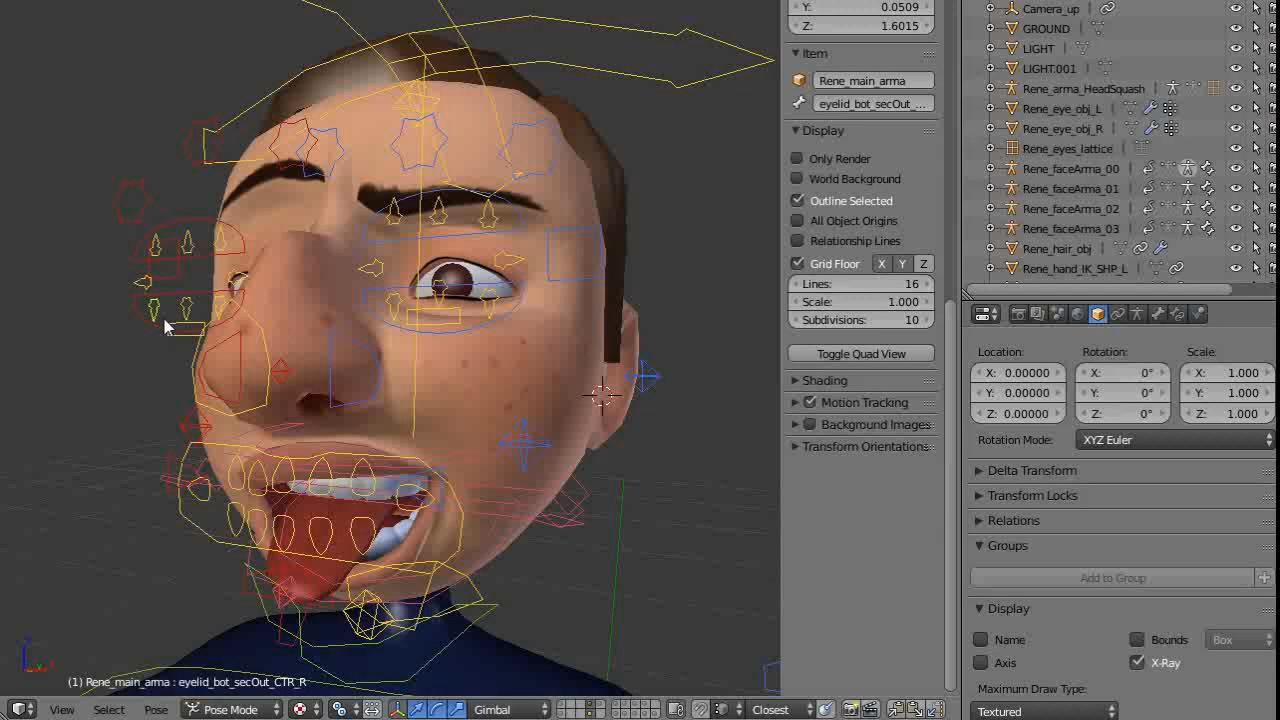 Y: 0.0509
Z: 1.6015
Item
Rene_main_arma
eyelid_bot_secOut_...
Display
Only Render
World Background
Outline Selected
All Object Origins
Relationship Lines
Grid Floor X Y Z
Lines: 16
Scale: 1.000
Subdivisions: 10
Toggle Quad View
Shading
Motion Tracking
Background Images
Transform Orientations
Camera_up
GROUND
LIGHT
LIGHT.001
Rene_arma_HeadSquash
Rene_eye_obj_L
Rene_eye_obj_R
Rene_eyes_lattice
Rene_faceArma_00
Rene_faceArma_01
Rene_faceArma_02
Rene_faceArma_03
Rene_hair_obj
Rene_hand_IK_SHP_L
Location: Rotation: Scale:
X: 0.00000 X: 0° X: 1.000
Y: 0.00000 Y: 0° Y: 1.000
Z: 0.00000 Z: 0° Z: 1.000
Rotation Mode: XYZ Euler
Delta Transform
Transform Locks
Relations
Groups
Add to Group
Display
Name Bounds Box
Axis X-Ray
Maximum Draw Type:
Textured
(1) Rene_main_arma : eyelid_bot_secOut_CTR_R
View Select Pose Pose Mode Gimbal Closest